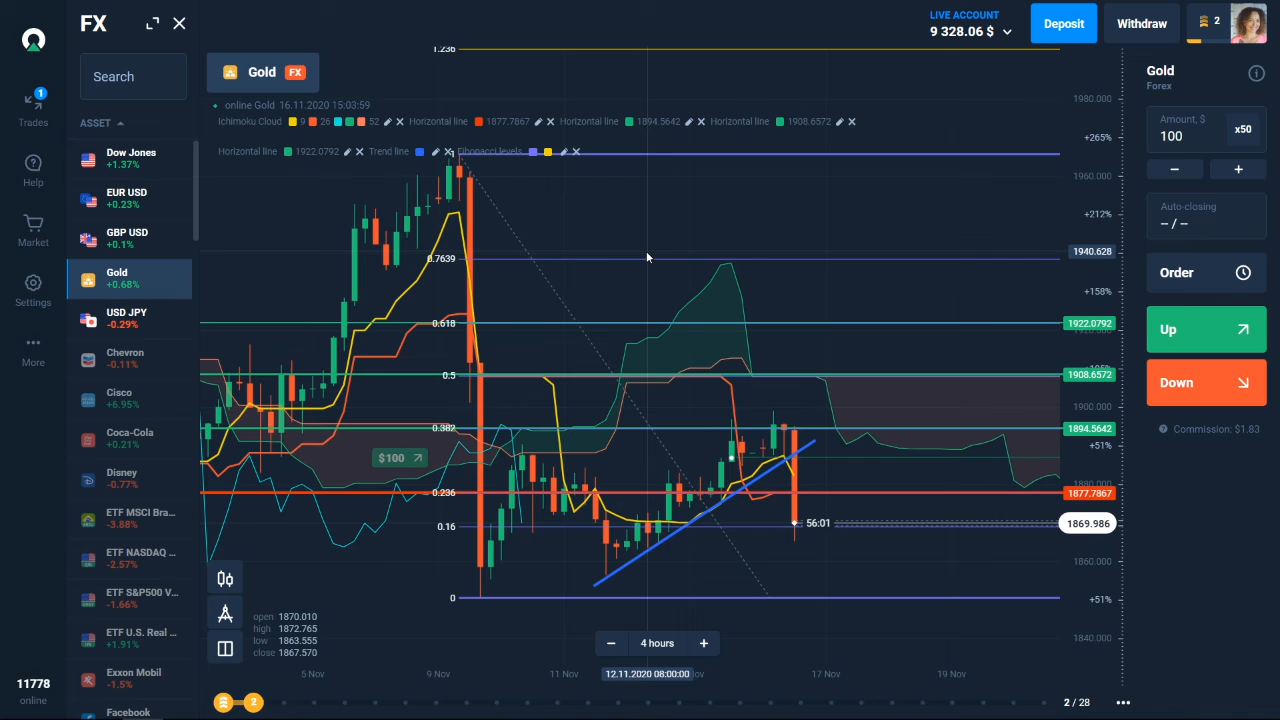 FX
LIVE ACCOUNT
9 328.06 $
Deposit
Withdraw
2
Search
Gold FX
Gold
Forex
1
Trades
ASSET
online Gold 16.11.2020 15:03:59
Ichimoku Cloud 9 26 52 Horizontal line 1877.7867 Horizontal line 1894.5642 Horizontal line 1908.6572
Horizontal line 1922.0792 Trend line Fibonacci levels
Amount, $
100
x50
− +
Auto-closing
-- / --
Order
Up
Down
Commission: $1.83
Help
Market
Settings
More
11778
online
Dow Jones
+1.37%
EUR USD
+0.23%
GBP USD
+0.1%
Gold
+0.68%
USD JPY
-0.29%
Chevron
-0.11%
Cisco
+6.95%
Coca-Cola
+0.21%
Disney
-0.77%
ETF MSCI Bra...
-3.88%
ETF NASDAQ ...
-2.57%
ETF S&P500 V...
-1.66%
ETF U.S. Real ...
+1.91%
Exxon Mobil
-1.5%
Facebook
1.236
1
0.7639
0.618
0.5
0.382
0.236
0.16
0
$100
56:01
1980.000
+265%
1960.000
+212%
1940.628
+158%
1922.0792
1908.6572
1900.000
1894.5642
+51%
1880.000
1877.7867
1869.986
1860.000
+51%
1840.000
open 1870.010
high 1872.765
low 1863.555
close 1867.570
− 4 hours +
5 Nov
9 Nov
11 Nov
12.11.2020 08:00:00
17 Nov
19 Nov
2
2 / 28